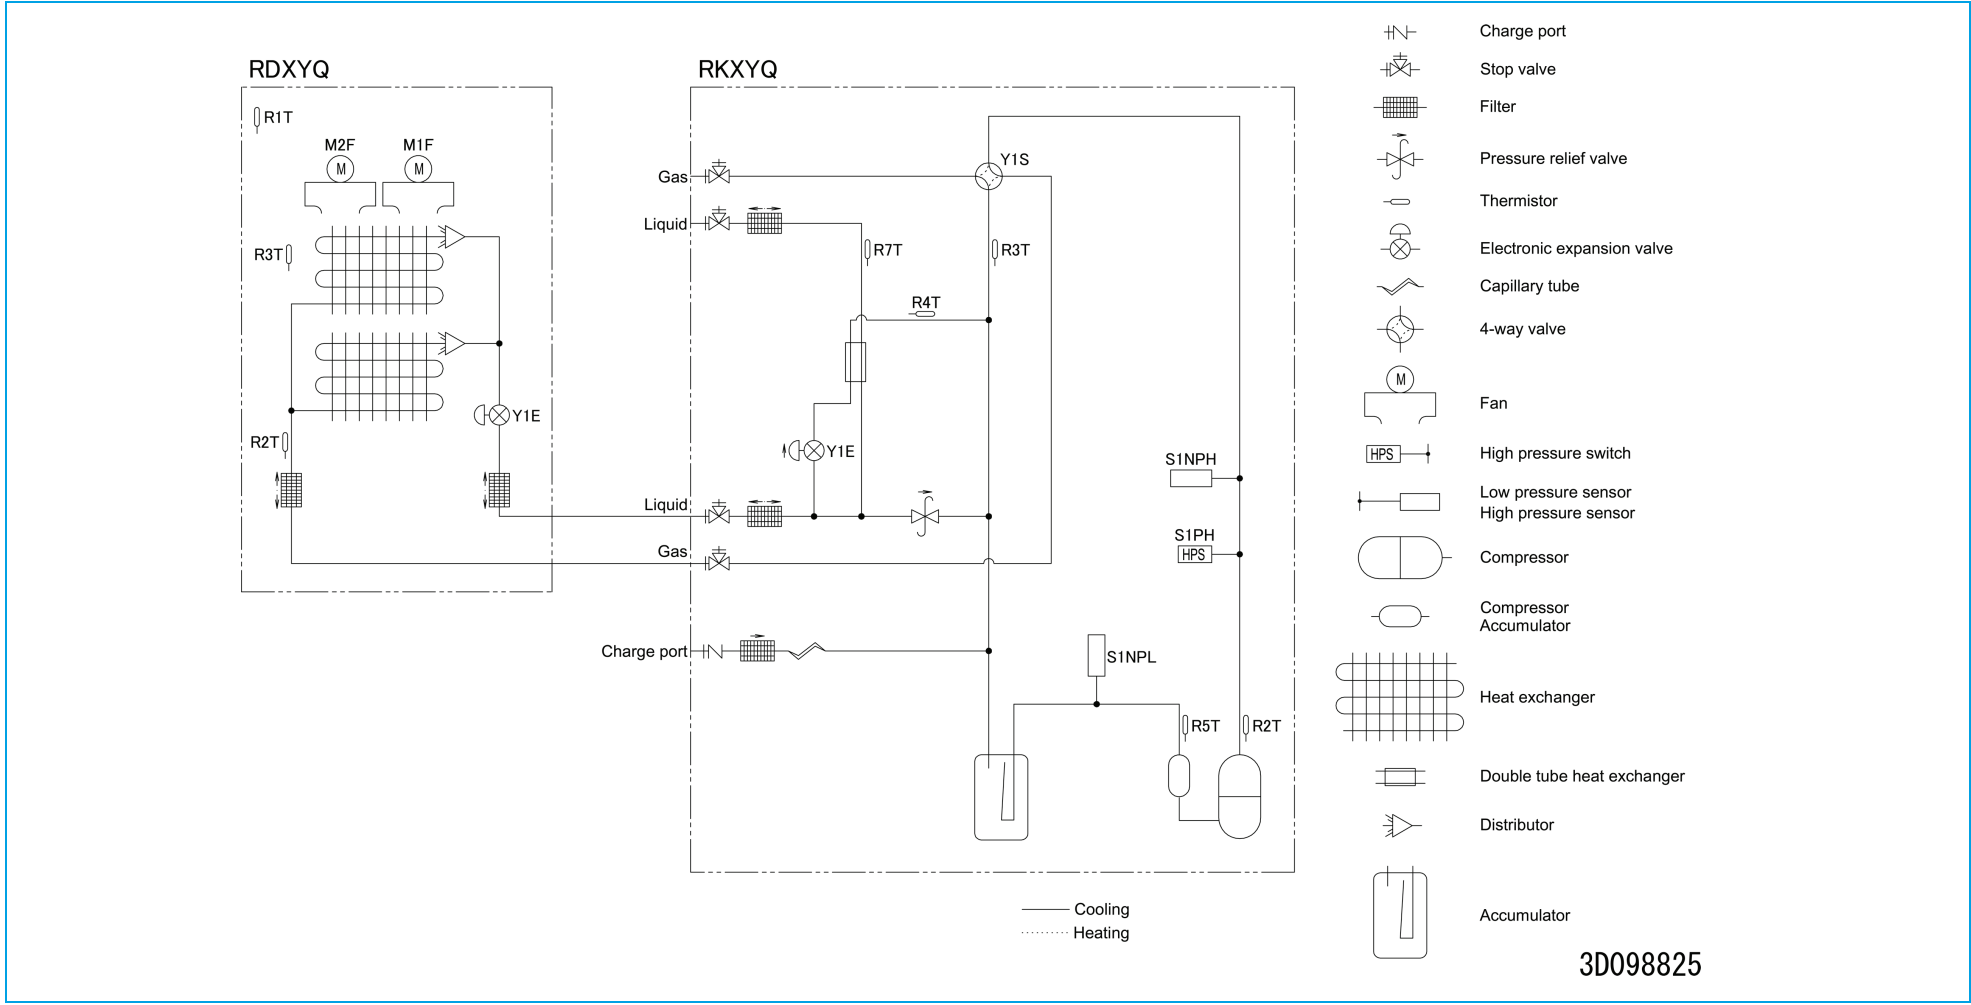 RDXYQ
R1T
M2F
M1F
M
M
R3T
Y1E
R2T
RKXYQ
Gas
Y1S
Liquid
R7T
R3T
R4T
Y1E
S1NPH
Liquid
S1PH
HPS
Gas
Charge port
S1NPL
R5T
R2T
Cooling
Heating
Charge port
Stop valve
Filter
Pressure relief valve
Thermistor
Electronic expansion valve
Capillary tube
4-way valve
M
Fan
HPS
High pressure switch
Low pressure sensor
High pressure sensor
Compressor
Compressor
Accumulator
Heat exchanger
Double tube heat exchanger
Distributor
Accumulator
3D098825